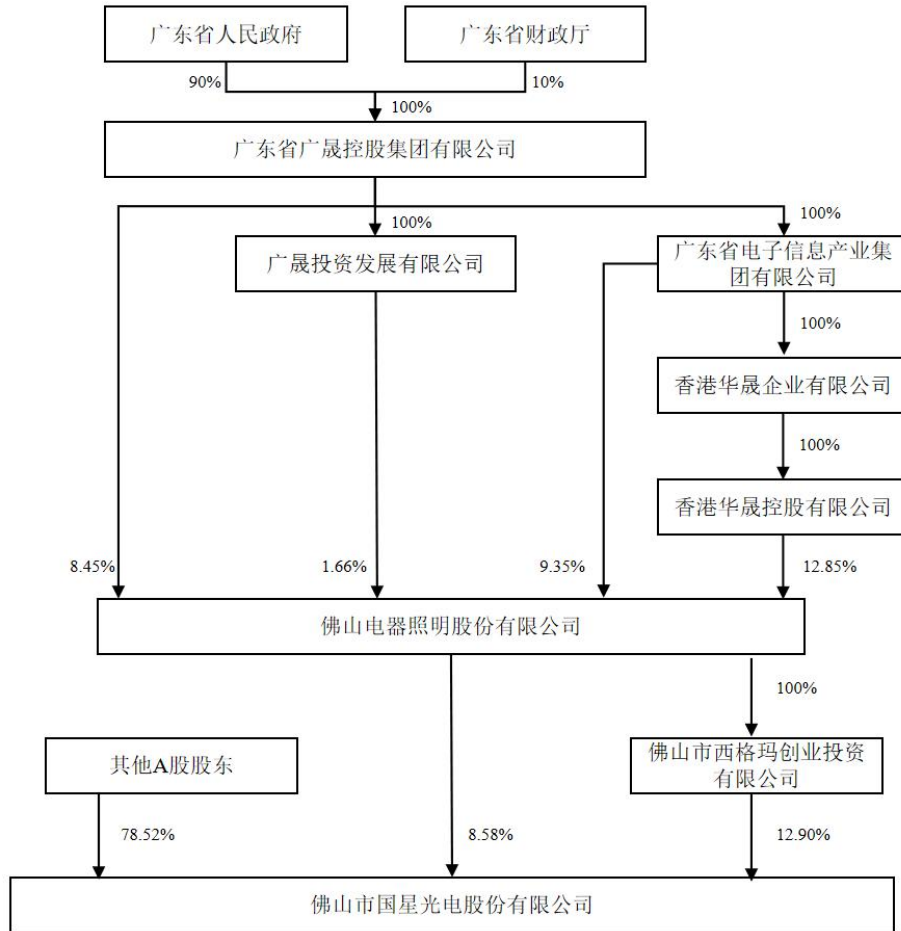 广东省人民政府
广东省财政厅
90%
10%
100%
广东省广晟控股集团有限公司
100%
100%
广晟投资发展有限公司
广东省电子信息产业集
团有限公司
100%
香港华晟企业有限公司
100%
香港华晟控股有限公司
8.45%
1.66%
9.35%
12.85%
佛山电器照明股份有限公司
100%
其他A股股东
佛山市西格玛创业投资
有限公司
78.52%
8.58%
12.90%
佛山市国星光电股份有限公司